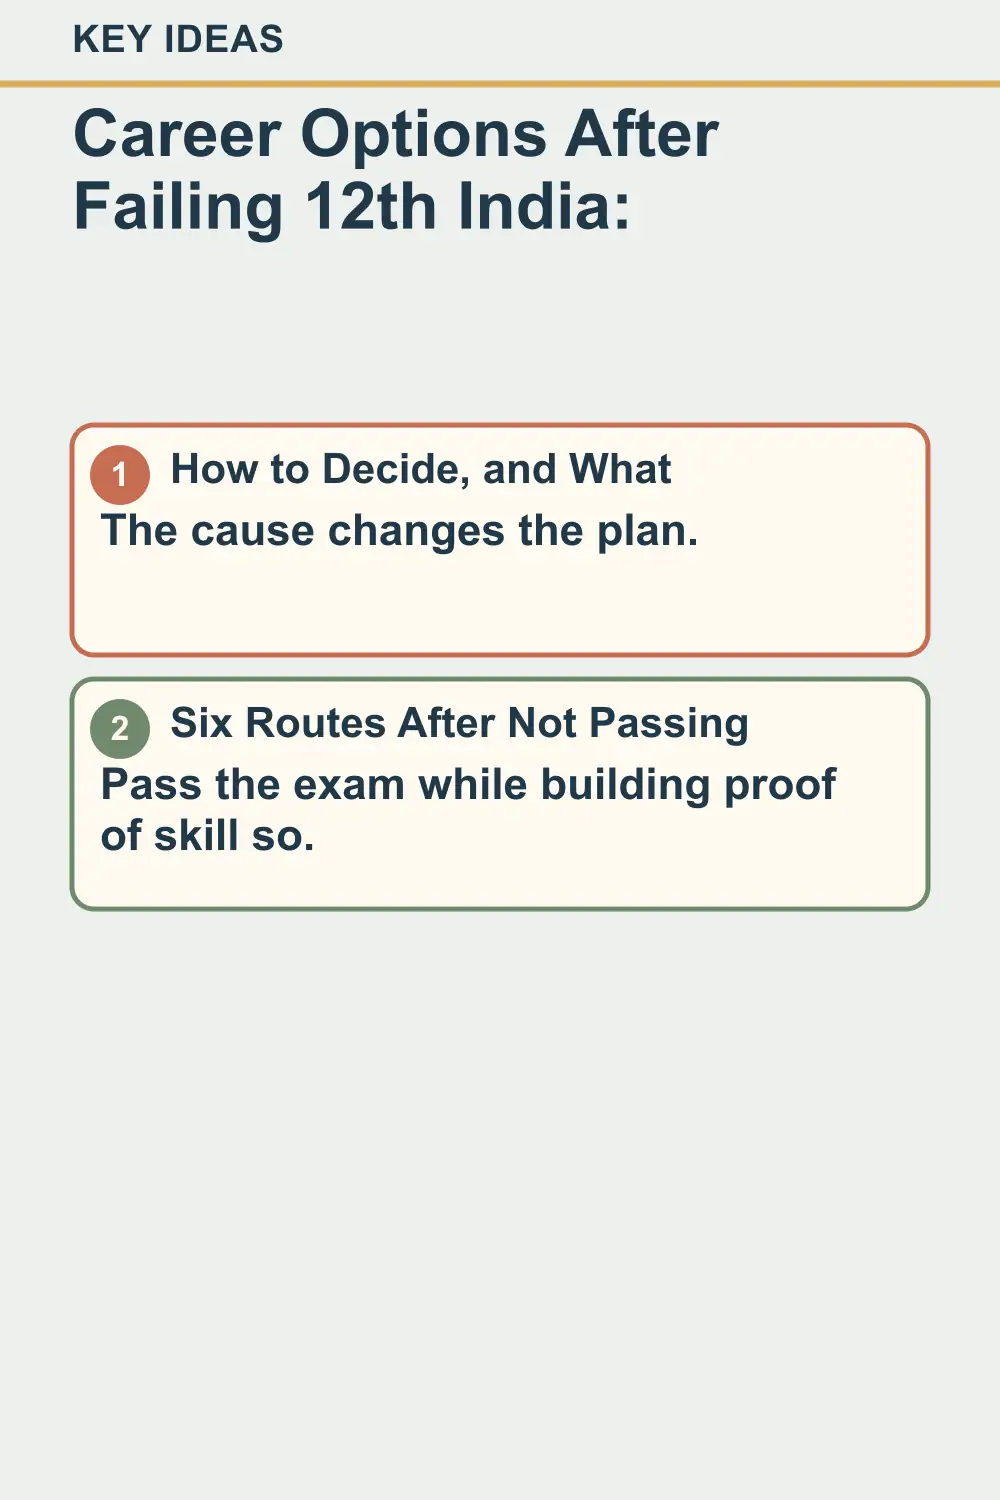 KEY IDEAS
Career Options After
Failing 12th India:
1 How to Decide, and What
The cause changes the plan.
2 Six Routes After Not Passing
Pass the exam while building proof
of skill so.